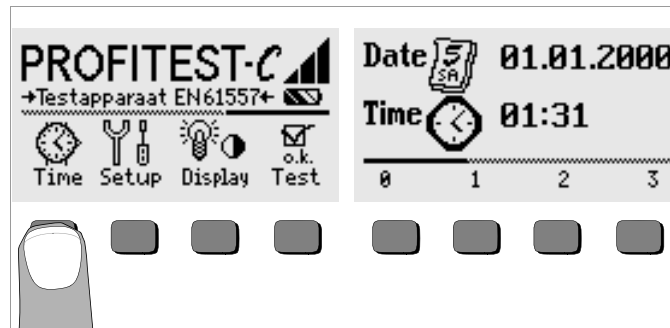 PROFITEST-C
→Testapparaat EN61557←
Time Setup Display o.k. Test
Date 5 SA 01.01.2000
Time 01:31
0 1 2 3